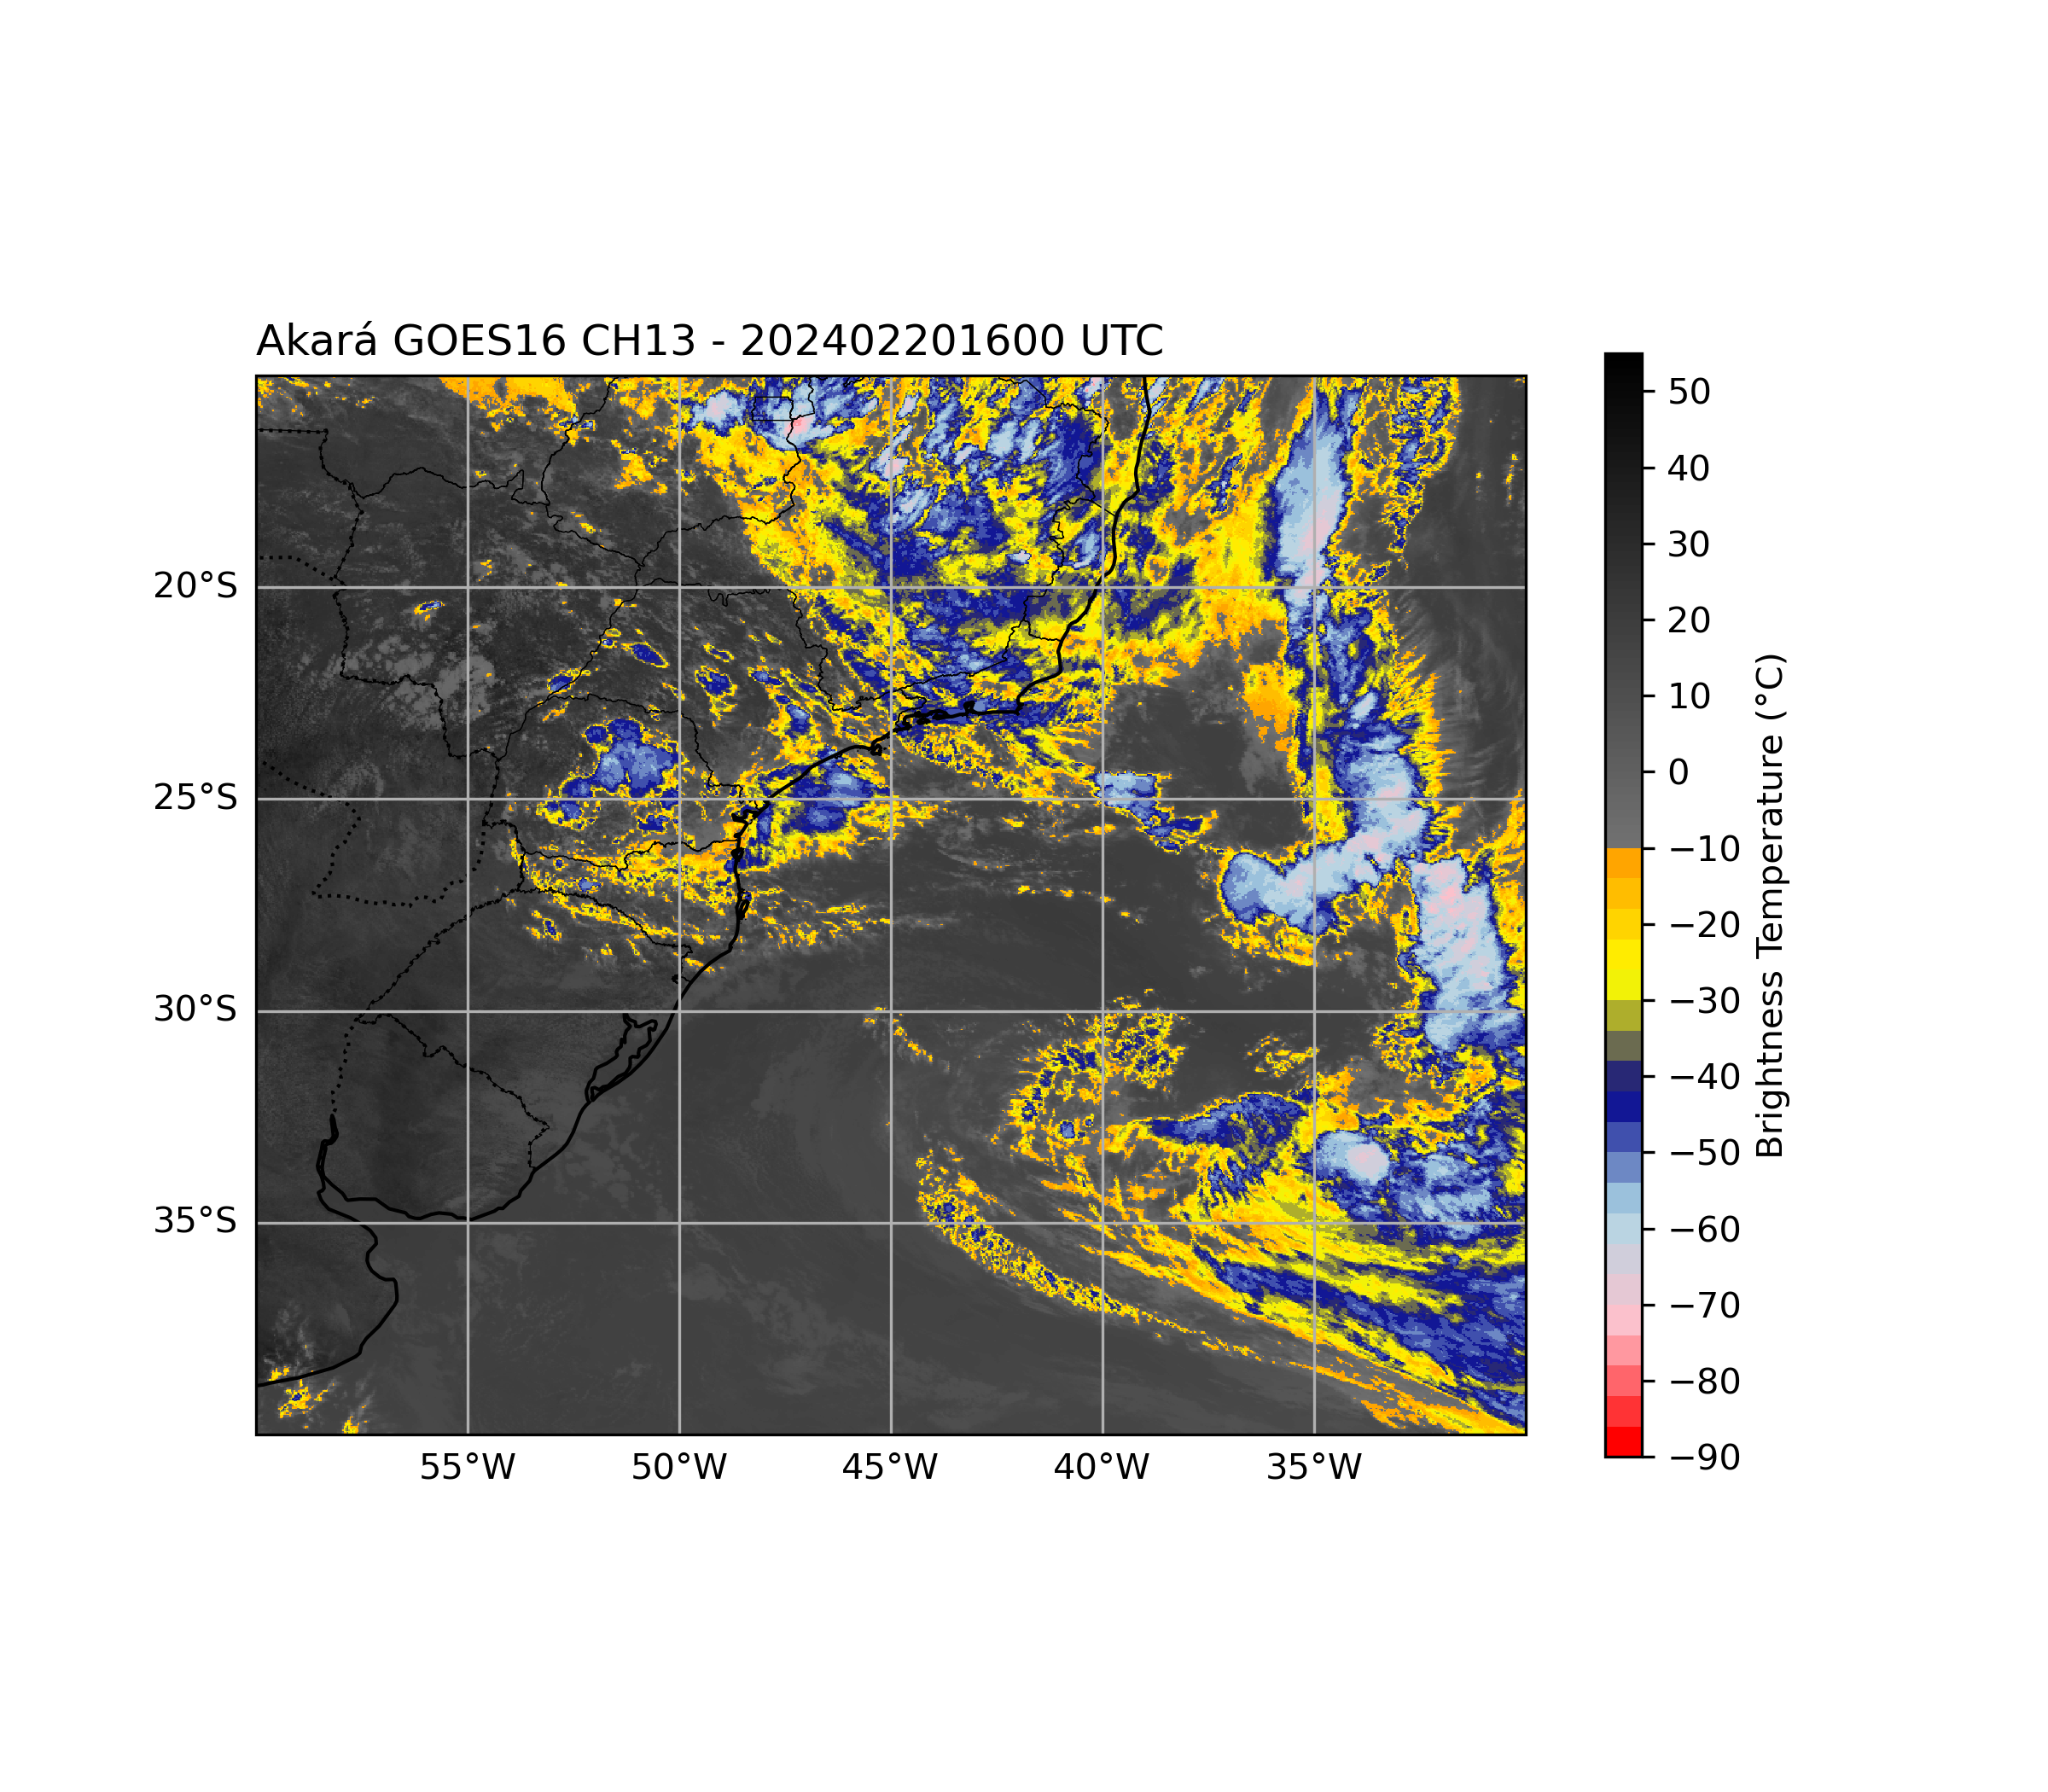 Akará GOES16 CH13 - 202402201600 UTC
20°S
25°S
30°S
35°S
55°W 50°W 45°W 40°W 35°W
50
40
30
20
10
0
−10
−20
−30
−40
−50
−60
−70
−80
−90
Brightness Temperature (°C)